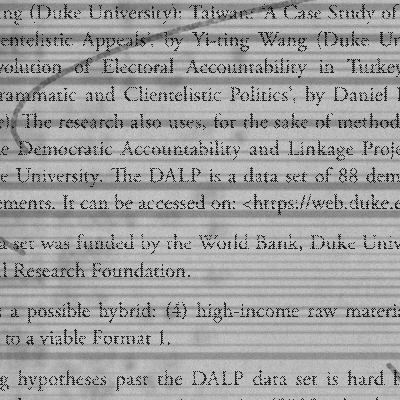 ng (Duke University): Taiwan: 'A Case Study of
entelistic Appeals', by Yi-ting Wang (Duke Un
volution of Electoral Accountability in Turkey
rammatic and Clientelistic Politics', by Daniel
e). The research also uses, for the sake of method
e Democratic Accountability and Linkage Proje
e University. The DALP is a data set of 88 dem
ements. It can be accessed on: <https://web.duke.e
a set was funded by the World Bank, Duke Univ
l Research Foundation.
a possible hybrid: (4) high-income raw materia
to a viable Format 1.
g hypotheses past the DALP data set is hard